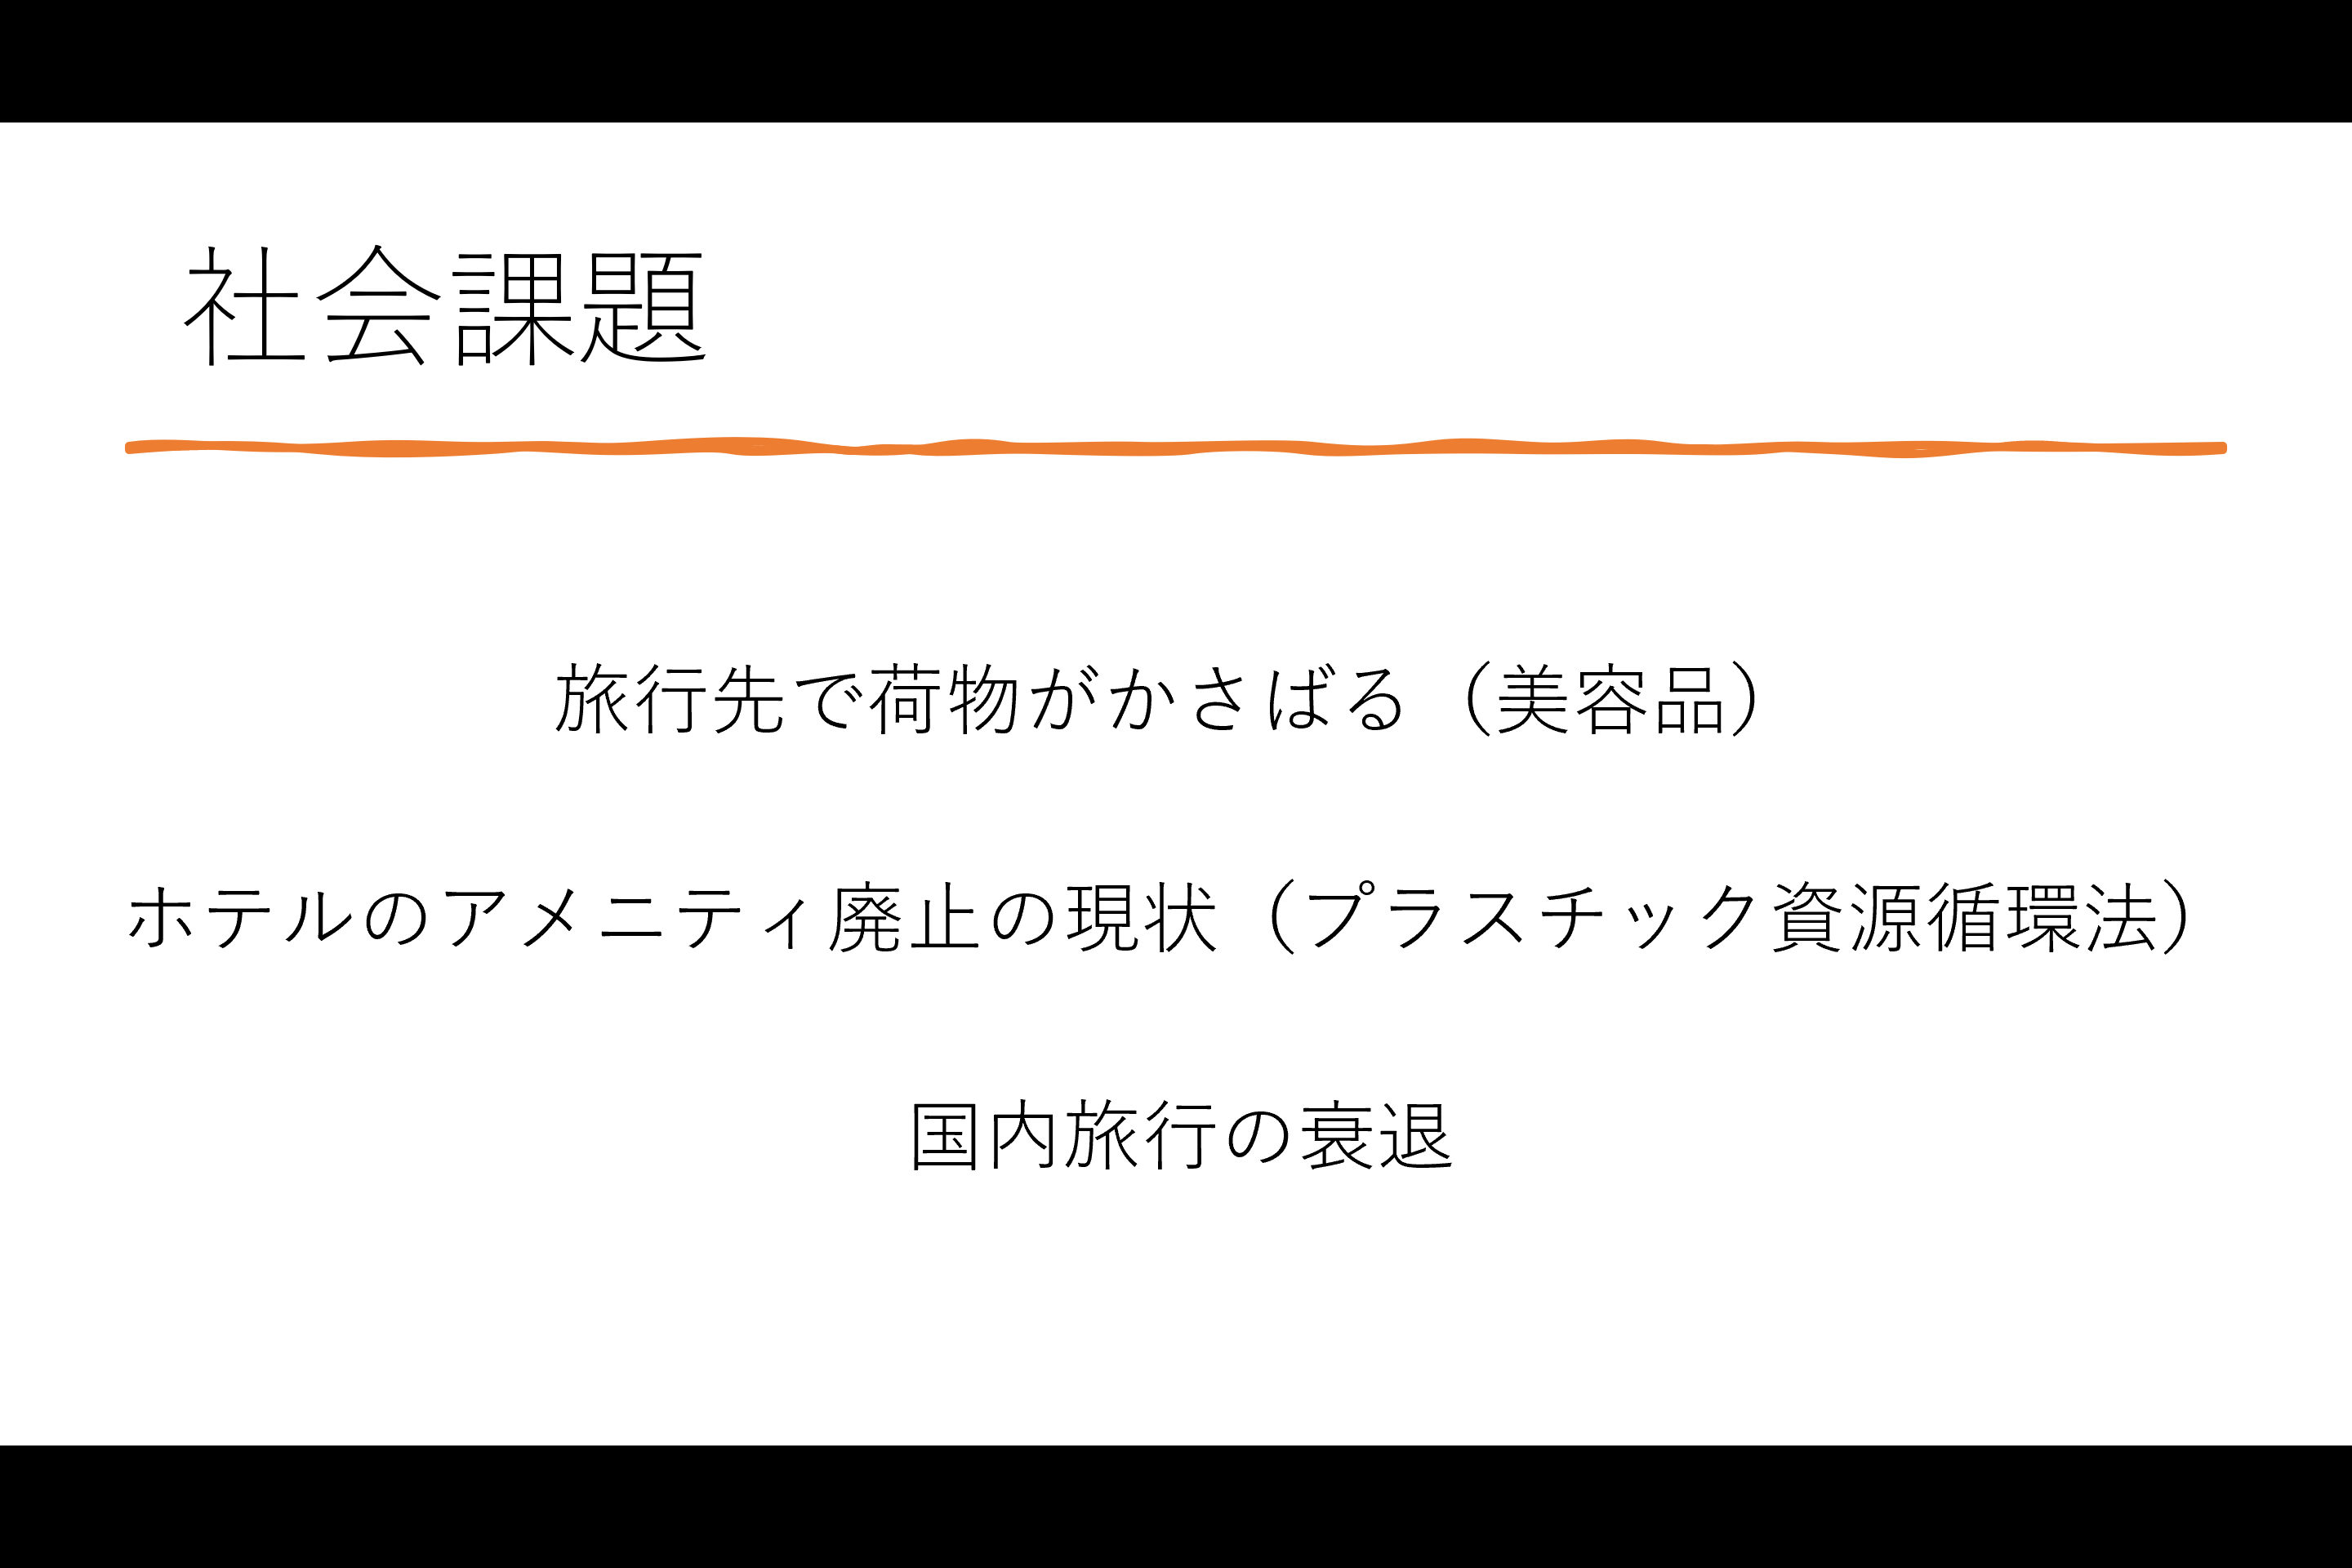 社会課題
旅行先で荷物がかさばる（美容品）
ホテルのアメニティ廃止の現状（プラスチック資源循環法）
国内旅行の衰退